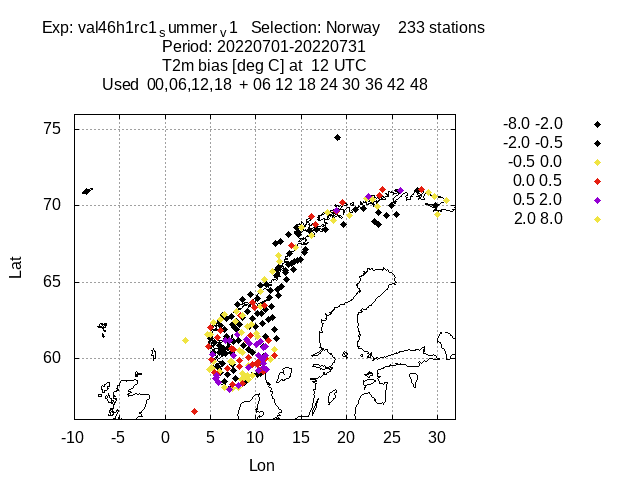 Exp: val46h1rc1summerv1   Selection: Norway    233 stations
Period: 20220701-20220731
T2m bias [deg C] at  12 UTC
Used  00,06,12,18  + 06 12 18 24 30 36 42 48
-8.0 -2.0
-2.0 -0.5
-0.5 0.0
0.0 0.5
0.5 2.0
2.0 8.0
75
70
65
60
Lat
-10 -5 0 5 10 15 20 25 30
Lon